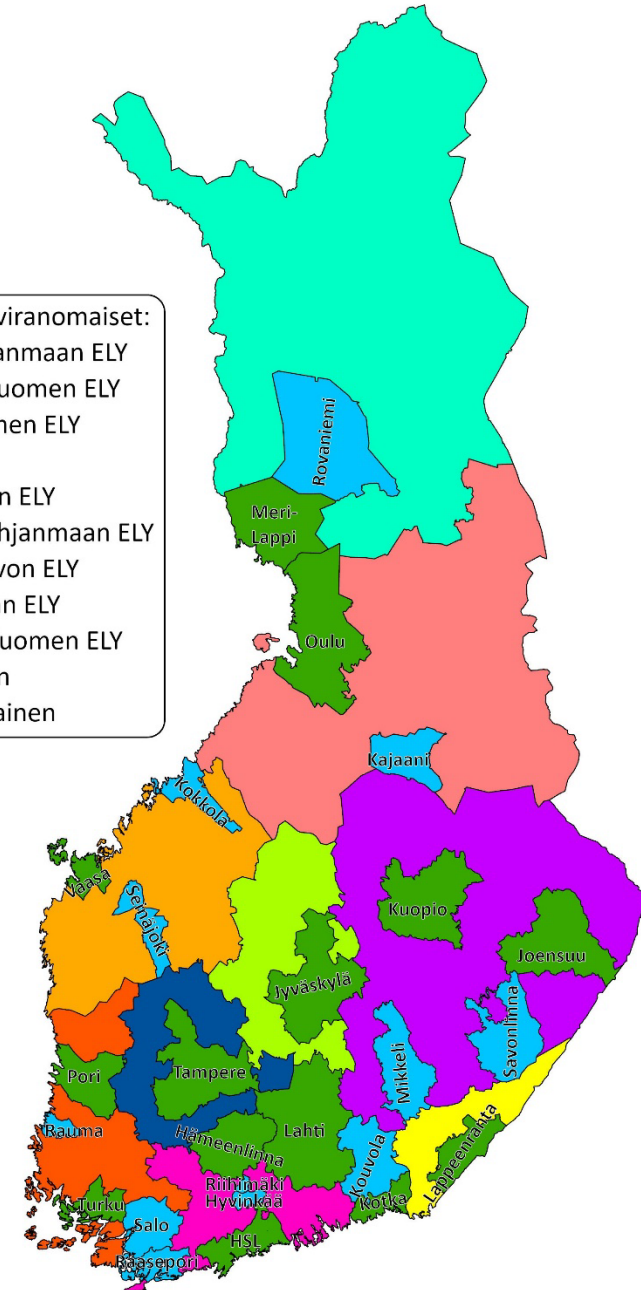 viranomaiset:
anmaan ELY
uomen ELY
nen ELY
n ELY
hjanmaan ELY
von ELY
an ELY
uomen ELY
n
ainen
Rovaniemi
Meri-
Lappi
Oulu
Kajaani
Kokkola
Vaasa
Seinäjoki
Kuopio
Joensuu
Jyväskylä
Savonlinna
Mikkeli
Pori
Tampere
Rauma
Hämeenlinna
Lahti
Kouvola
Lappeenranta
Riihimäki
Hyvinkää
Kotka
Turku
Salo
HSL
Raasepori